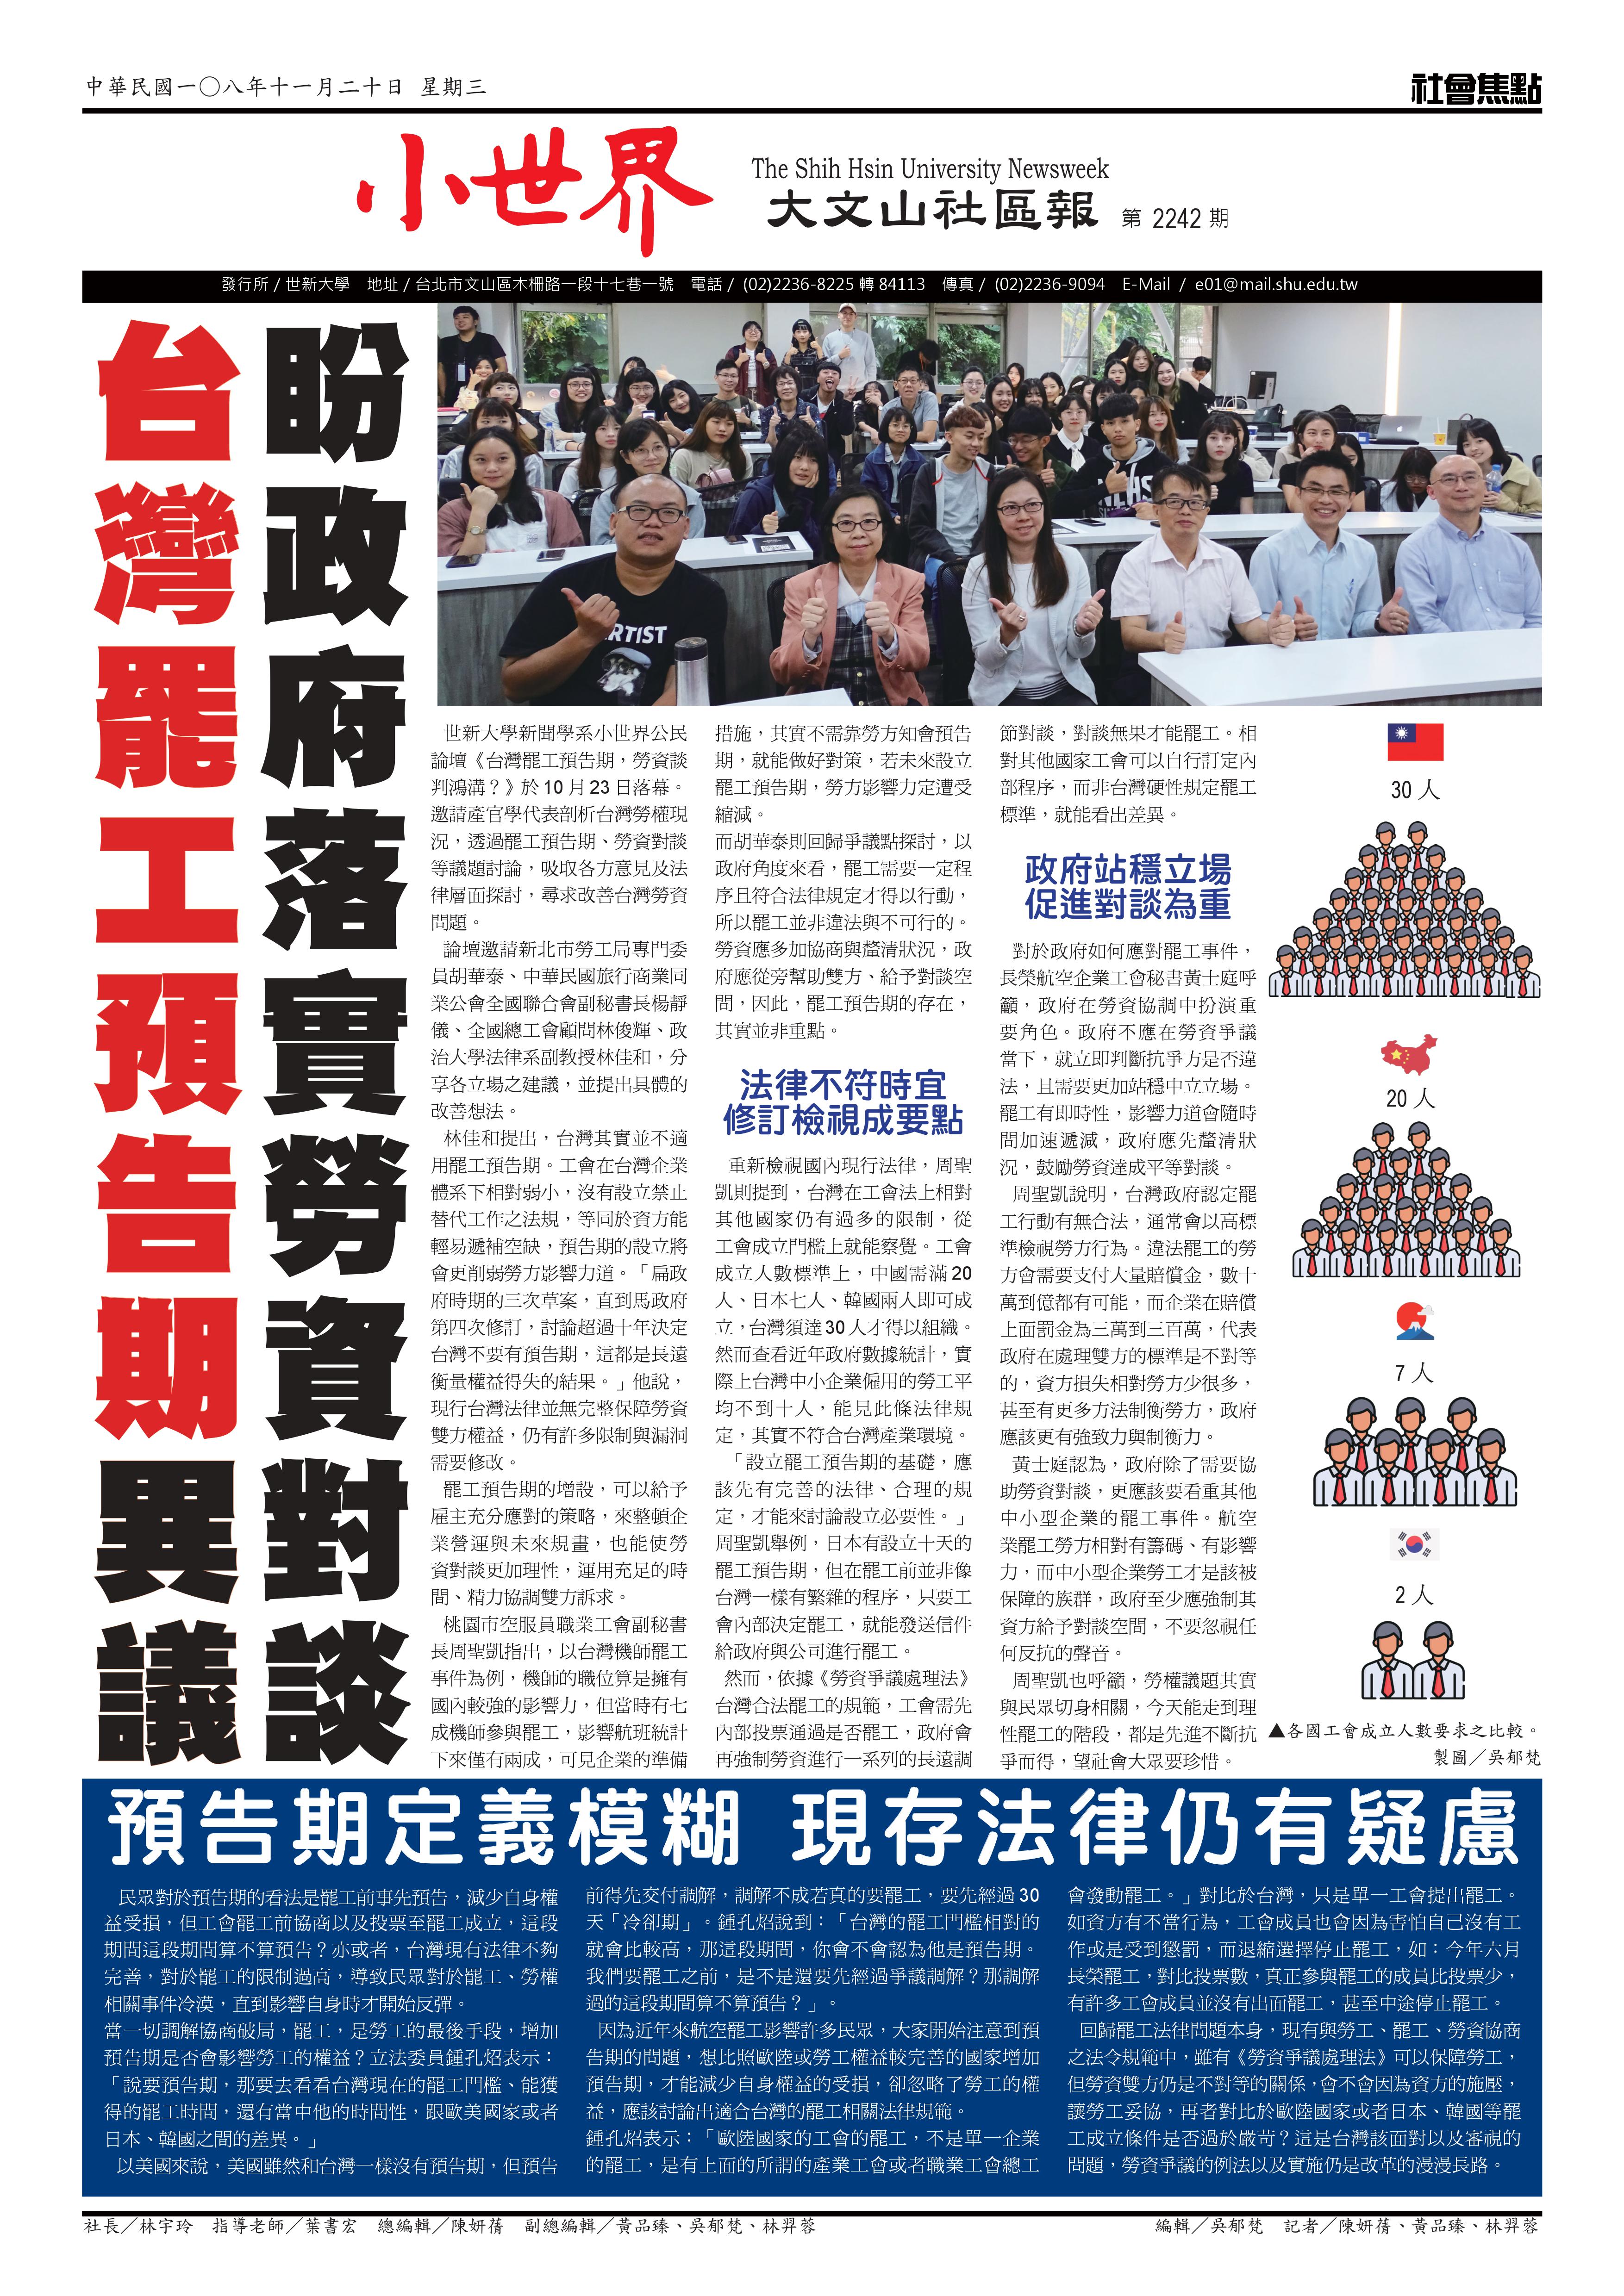 中華民國一〇八年十一月二十日 星期三
社會焦點
小世界
The Shih Hsin University Newsweek
大文山社區報 第 2242 期
發行所 / 世新大學 地址 / 台北市文山區木柵路一段十七巷一號 電話 / (02)2236-8225 轉 84113 傳真 / (02)2236-9094 E-Mail / e01@mail.shu.edu.tw
盼政府落實勞資對談
台灣罷工預告期異議
ARTIST
世新大學新聞學系小世界公民
論壇《台灣罷工預告期，勞資談
判鴻溝？》於 10 月 23 日落幕。
邀請產官學代表剖析台灣勞權現
況，透過罷工預告期、勞資對談
等議題討論，吸取各方意見及法
律層面探討，尋求改善台灣勞資
問題。
論壇邀請新北市勞工局專門委
員胡華泰、中華民國旅行商業同
業公會全國聯合會副秘書長楊靜
儀、全國總工會顧問林俊輝、政
治大學法律系副教授林佳和，分
享各立場之建議，並提出具體的
改善想法。
林佳和提出，台灣其實並不適
用罷工預告期。工會在台灣企業
體系下相對弱小，沒有設立禁止
替代工作之法規，等同於資方能
輕易遞補空缺，預告期的設立將
會更削弱勞方影響力道。「扁政
府時期的三次草案，直到馬政府
第四次修訂，討論超過十年決定
台灣不要有預告期，這都是長遠
衡量權益得失的結果。」他說，
現行台灣法律並無完整保障勞資
雙方權益，仍有許多限制與漏洞
需要修改。
罷工預告期的增設，可以給予
雇主充分應對的策略，來整頓企
業營運與未來規畫，也能使勞
資對談更加理性，運用充足的時
間、精力協調雙方訴求。
桃園市空服員職業工會副秘書
長周聖凱指出，以台灣機師罷工
事件為例，機師的職位算是擁有
國內較強的影響力，但當時有七
成機師參與罷工，影響航班統計
下來僅有兩成，可見企業的準備
措施，其實不需靠勞方知會預告
期，就能做好對策，若未來設立
罷工預告期，勞方影響力定遭受
縮減。
而胡華泰則回歸爭議點探討，以
政府角度來看，罷工需要一定程
序且符合法律規定才得以行動，
所以罷工並非違法與不可行的。
勞資應多加協商與釐清狀況，政
府應從旁幫助雙方、給予對談空
間，因此，罷工預告期的存在，
其實並非重點。
法律不符時宜
修訂檢視成要點
重新檢視國內現行法律，周聖
凱則提到，台灣在工會法上相對
其他國家仍有過多的限制，從
工會成立門檻上就能察覺。工會
成立人數標準上，中國需滿 20
人、日本七人、韓國兩人即可成
立，台灣須達 30 人才得以組織。
然而查看近年政府數據統計，實
際上台灣中小企業僱用的勞工平
均不到十人，能見此條法律規
定，其實不符合台灣產業環境。
「設立罷工預告期的基礎，應
該先有完善的法律、合理的規
定，才能來討論設立必要性。」
周聖凱舉例，日本有設立十天的
罷工預告期，但在罷工前並非像
台灣一樣有繁雜的程序，只要工
會內部決定罷工，就能發送信件
給政府與公司進行罷工。
然而，依據《勞資爭議處理法》
台灣合法罷工的規範，工會需先
內部投票通過是否罷工，政府會
再強制勞資進行一系列的長遠調
節對談，對談無果才能罷工。相
對其他國家工會可以自行訂定內
部程序，而非台灣硬性規定罷工
標準，就能看出差異。
政府站穩立場
促進對談為重
對於政府如何應對罷工事件，
長榮航空企業工會秘書黃士庭呼
籲，政府在勞資協調中扮演重
要角色。政府不應在勞資爭議
當下，就立即判斷抗爭方是否違
法，且需要更加站穩中立立場。
罷工有即時性，影響力道會隨時
間加速遞減，政府應先釐清狀
況，鼓勵勞資達成平等對談。
周聖凱說明，台灣政府認定罷
工行動有無合法，通常會以高標
準檢視勞方行為。違法罷工的勞
方會需要支付大量賠償金，數十
萬到億都有可能，而企業在賠償
上面罰金為三萬到三百萬，代表
政府在處理雙方的標準是不對等
的，資方損失相對勞方少很多，
甚至有更多方法制衡勞方，政府
應該更有強致力與制衡力。
黃士庭認為，政府除了需要協
助勞資對談，更應該要看重其他
中小型企業的罷工事件。航空
業罷工勞方相對有籌碼、有影響
力，而中小型企業勞工才是該被
保障的族群，政府至少應強制其
資方給予對談空間，不要忽視任
何反抗的聲音。
周聖凱也呼籲，勞權議題其實
與民眾切身相關，今天能走到理
性罷工的階段，都是先進不斷抗
爭而得，望社會大眾要珍惜。
30 人
20 人
7 人
2 人
▲各國工會成立人數要求之比較。
製圖／吳郁梵
預告期定義模糊 現存法律仍有疑慮
民眾對於預告期的看法是罷工前事先預告，減少自身權
益受損，但工會罷工前協商以及投票至罷工成立，這段
期間這段期間算不算預告？亦或者，台灣現有法律不夠
完善，對於罷工的限制過高，導致民眾對於罷工、勞權
相關事件冷漠，直到影響自身時才開始反彈。
當一切調解協商破局，罷工，是勞工的最後手段，增加
預告期是否會影響勞工的權益？立法委員鍾孔炤表示：
「說要預告期，那要去看看台灣現在的罷工門檻、能獲
得的罷工時間，還有當中他的時間性，跟歐美國家或者
日本、韓國之間的差異。」
以美國來說，美國雖然和台灣一樣沒有預告期，但預告
前得先交付調解，調解不成若真的要罷工，要先經過 30
天「冷卻期」。鍾孔炤說到：「台灣的罷工門檻相對的
就會比較高，那這段期間，你會不會認為他是預告期。
我們要罷工之前，是不是還要先經過爭議調解？那調解
過的這段期間算不算預告？」。
因為近年來航空罷工影響許多民眾，大家開始注意到預
告期的問題，想比照歐陸或勞工權益較完善的國家增加
預告期，才能減少自身權益的受損，卻忽略了勞工的權
益，應該討論出適合台灣的罷工相關法律規範。
鍾孔炤表示：「歐陸國家的工會的罷工，不是單一企業
的罷工，是有上面的所謂的產業工會或者職業工會總工
會發動罷工。」對比於台灣，只是單一工會提出罷工。
如資方有不當行為，工會成員也會因為害怕自己沒有工
作或是受到懲罰，而退縮選擇停止罷工，如：今年六月
長榮罷工，對比投票數，真正參與罷工的成員比投票少，
有許多工會成員並沒有出面罷工，甚至中途停止罷工。
回歸罷工法律問題本身，現有與勞工、罷工、勞資協商
之法令規範中，雖有《勞資爭議處理法》可以保障勞工，
但勞資雙方仍是不對等的關係，會不會因為資方的施壓，
讓勞工妥協，再者對比於歐陸國家或者日本、韓國等罷
工成立條件是否過於嚴苛？這是台灣該面對以及審視的
問題，勞資爭議的例法以及實施仍是改革的漫漫長路。
社長／林宇玲 指導老師／葉書宏 總編輯／陳妍蒨 副總編輯／黃品臻、吳郁梵、林羿蓉
編輯／吳郁梵 記者／陳妍蒨、黃品臻、林羿蓉